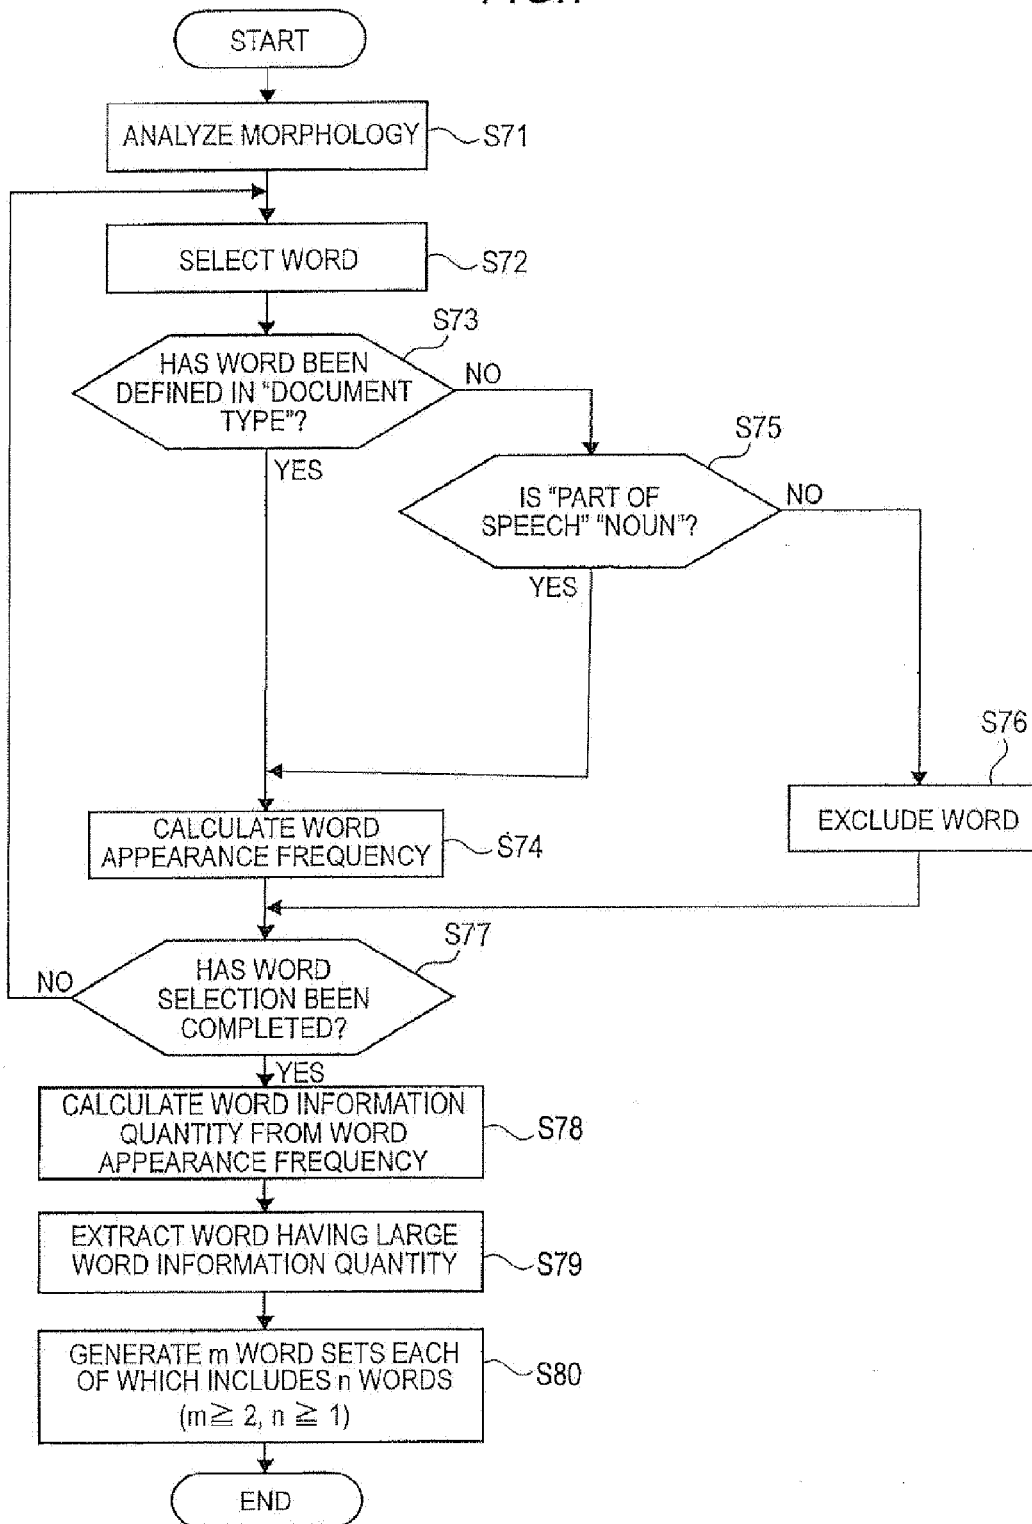 START
ANALYZE MORPHOLOGY
S71
SELECT WORD
S72
S73
HAS WORD BEEN
DEFINED IN "DOCUMENT
TYPE"?
NO
YES
S75
IS "PART OF
SPEECH" "NOUN"?
NO
YES
S76
EXCLUDE WORD
CALCULATE WORD
APPEARANCE FREQUENCY
S74
S77
HAS WORD
SELECTION BEEN
COMPLETED?
NO
YES
CALCULATE WORD INFORMATION
QUANTITY FROM WORD
APPEARANCE FREQUENCY
S78
EXTRACT WORD HAVING LARGE
WORD INFORMATION QUANTITY
S79
GENERATE m WORD SETS EACH
OF WHICH INCLUDES n WORDS
(m ≧ 2, n ≧ 1)
S80
END